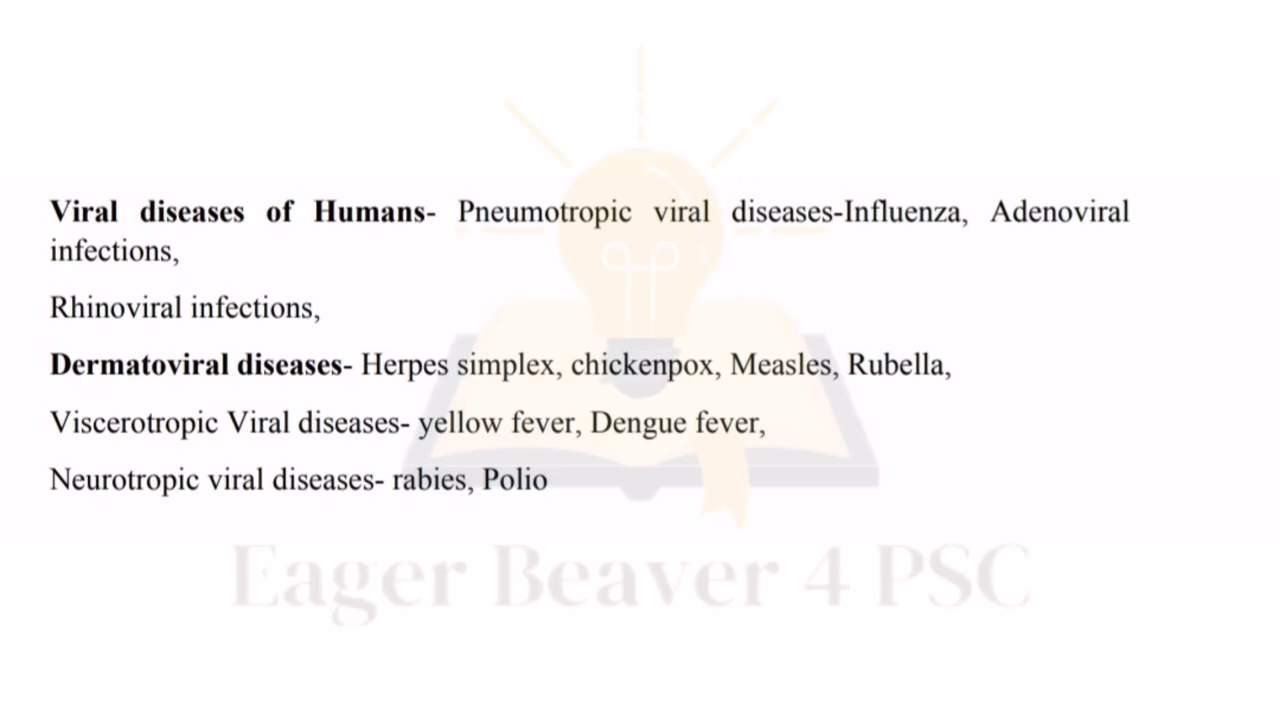 Viral diseases of Humans- Pneumotropic viral diseases-Influenza, Adenoviral
infections,
Rhinoviral infections,
Dermatoviral diseases- Herpes simplex, chickenpox, Measles, Rubella,
Viscerotropic Viral diseases- yellow fever, Dengue fever,
Neurotropic viral diseases- rabies, Polio
Eager Beaver 4 PSC